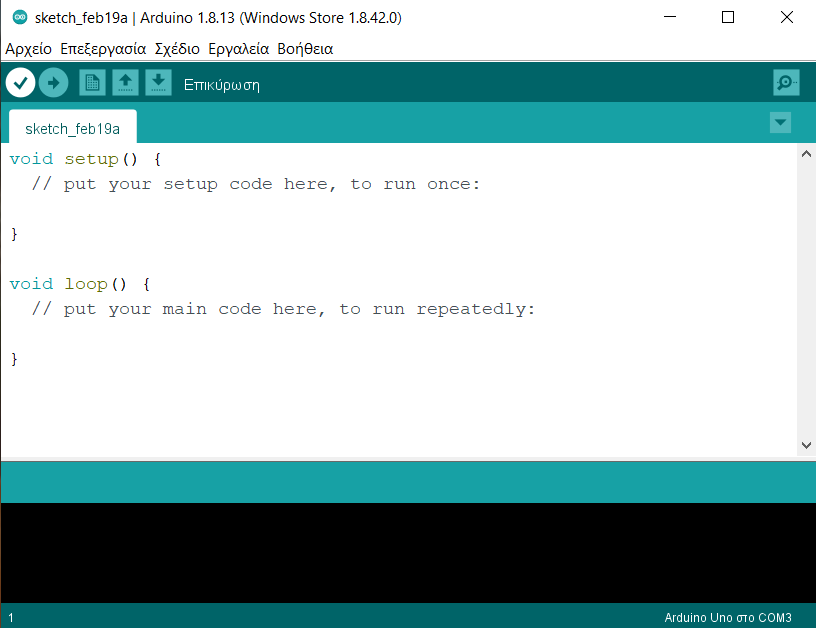 sketch_feb19a | Arduino 1.8.13 (Windows Store 1.8.42.0)
Αρχείο Επεξεργασία Σχέδιο Εργαλεία Βοήθεια
Επικύρωση
sketch_feb19a
void setup() {
  // put your setup code here, to run once:
}
void loop() {
  // put your main code here, to run repeatedly:
}
1
Arduino Uno στο COM3